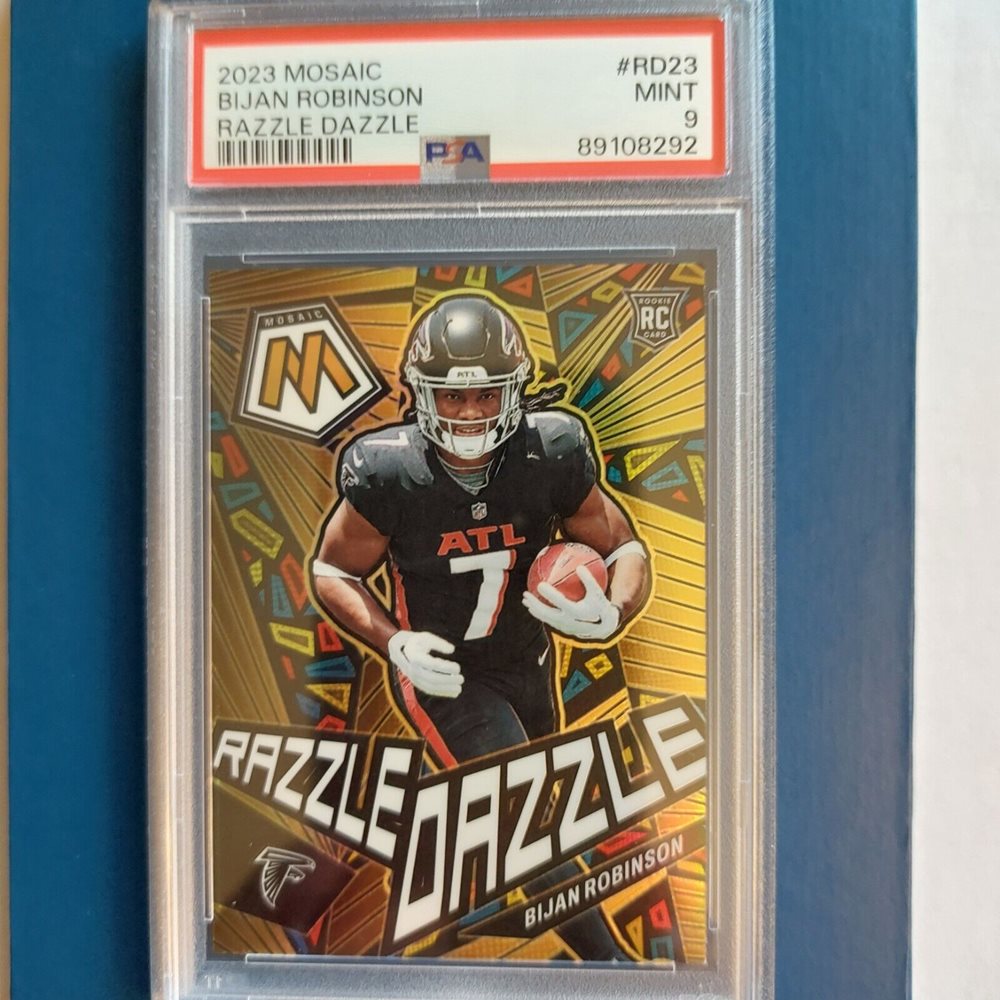 2023 MOSAIC
BIJAN ROBINSON
RAZZLE DAZZLE
#RD23
MINT
9
89108292
PSA
MOSAIC
M
ROOKIE
RC
CARD
ATL
7
ATL
7
RAZZLE
DAZZLE
BIJAN ROBINSON